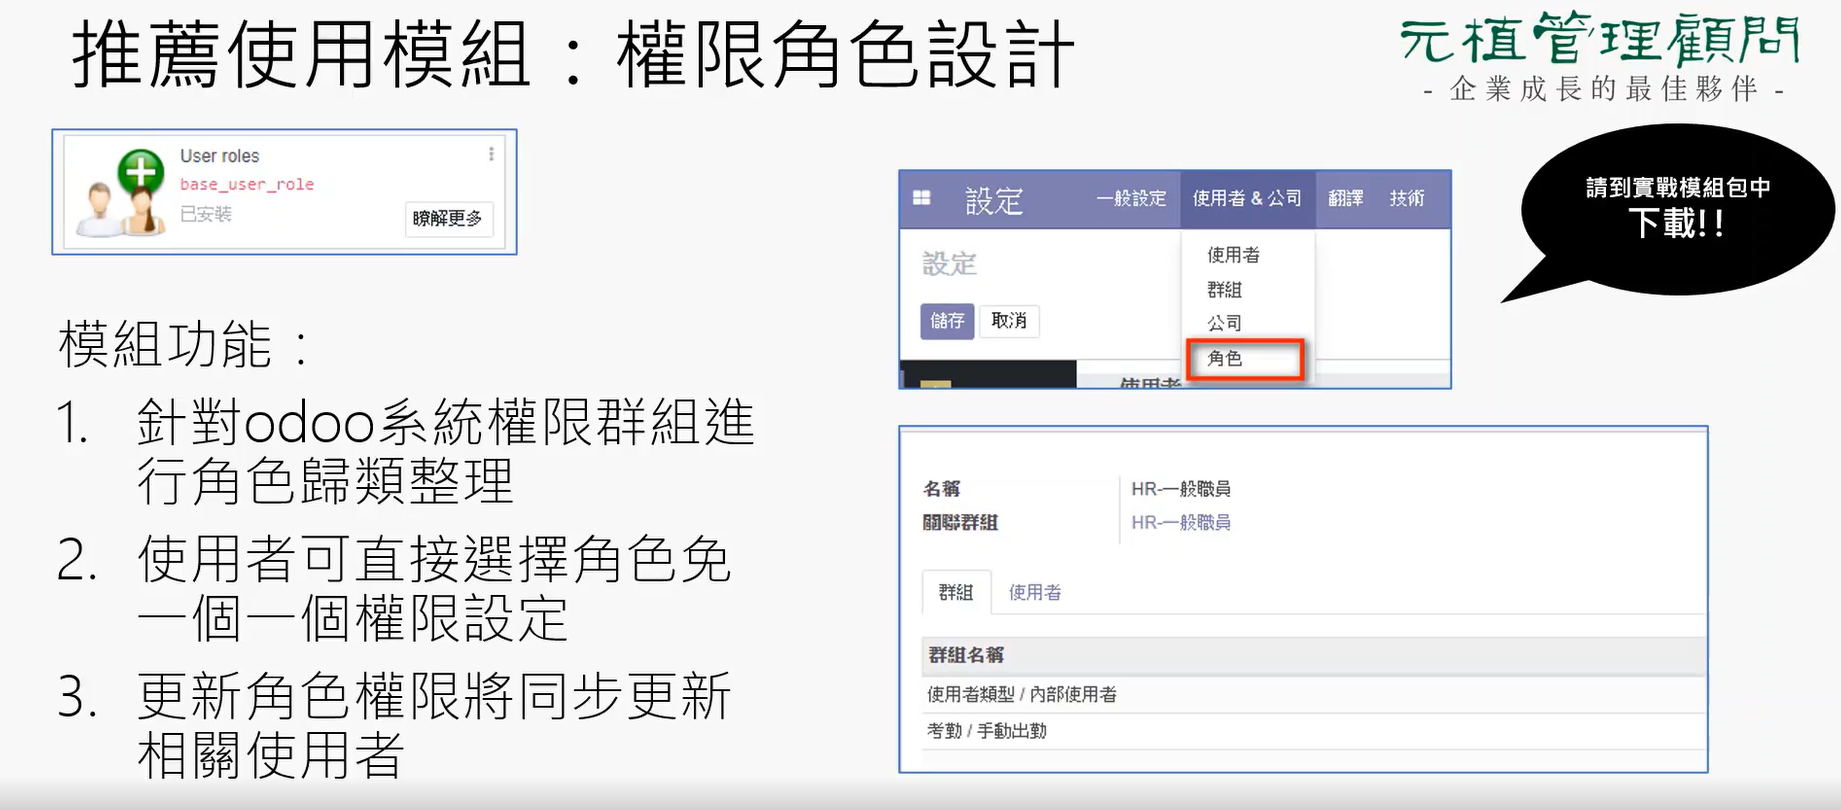 推薦使用模組：權限角色設計
元植管理顧問
- 企業成長的最佳夥伴 -
User roles
base_user_role
已安裝
瞭解更多
請到實戰模組包中
下載!!
設定
一般設定
使用者 & 公司
翻譯
技術
設定
使用者
群組
公司
角色
儲存
取消
使用者
模組功能：
1. 針對odoo系統權限群組進
行角色歸類整理
2. 使用者可直接選擇角色免
一個一個權限設定
3. 更新角色權限將同步更新
相關使用者
名稱
HR-一般職員
關聯群組
HR-一般職員
群組
使用者
群組名稱
使用者類型 / 內部使用者
考勤 / 手動出勤